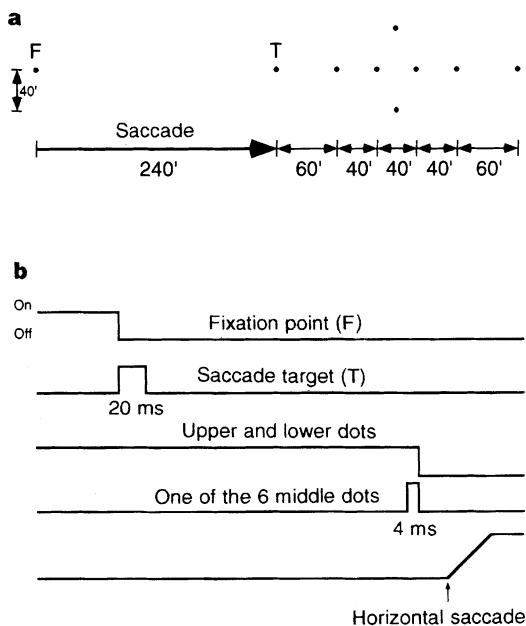 a
F
T
40'
Saccade
240'
60'
40'
40'
40'
60'
b
On
Off
Fixation point (F)
Saccade target (T)
20 ms
Upper and lower dots
One of the 6 middle dots
4 ms
Horizontal saccade